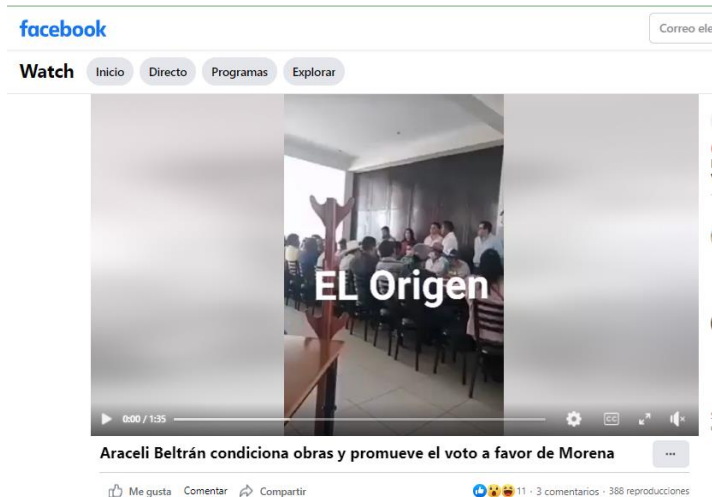 facebook
Correo ele
Watch
Inicio
Directo
Programas
Explorar
EL Origen
0:00 / 1:35
CC
Araceli Beltrán condiciona obras y promueve el voto a favor de Morena
...
Me gusta Comentar Compartir
11 · 3 comentarios · 388 reproducciones